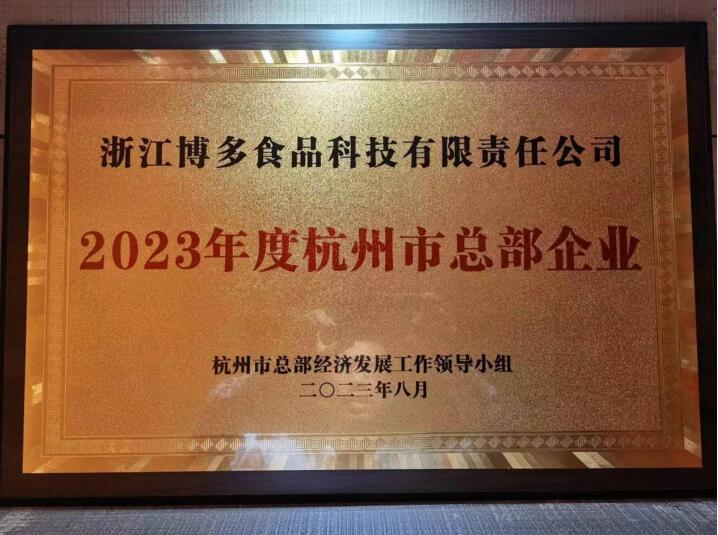 浙江博多食品科技有限责任公司
2023年度杭州市总部企业
杭州市总部经济发展工作领导小组
二〇二三年八月